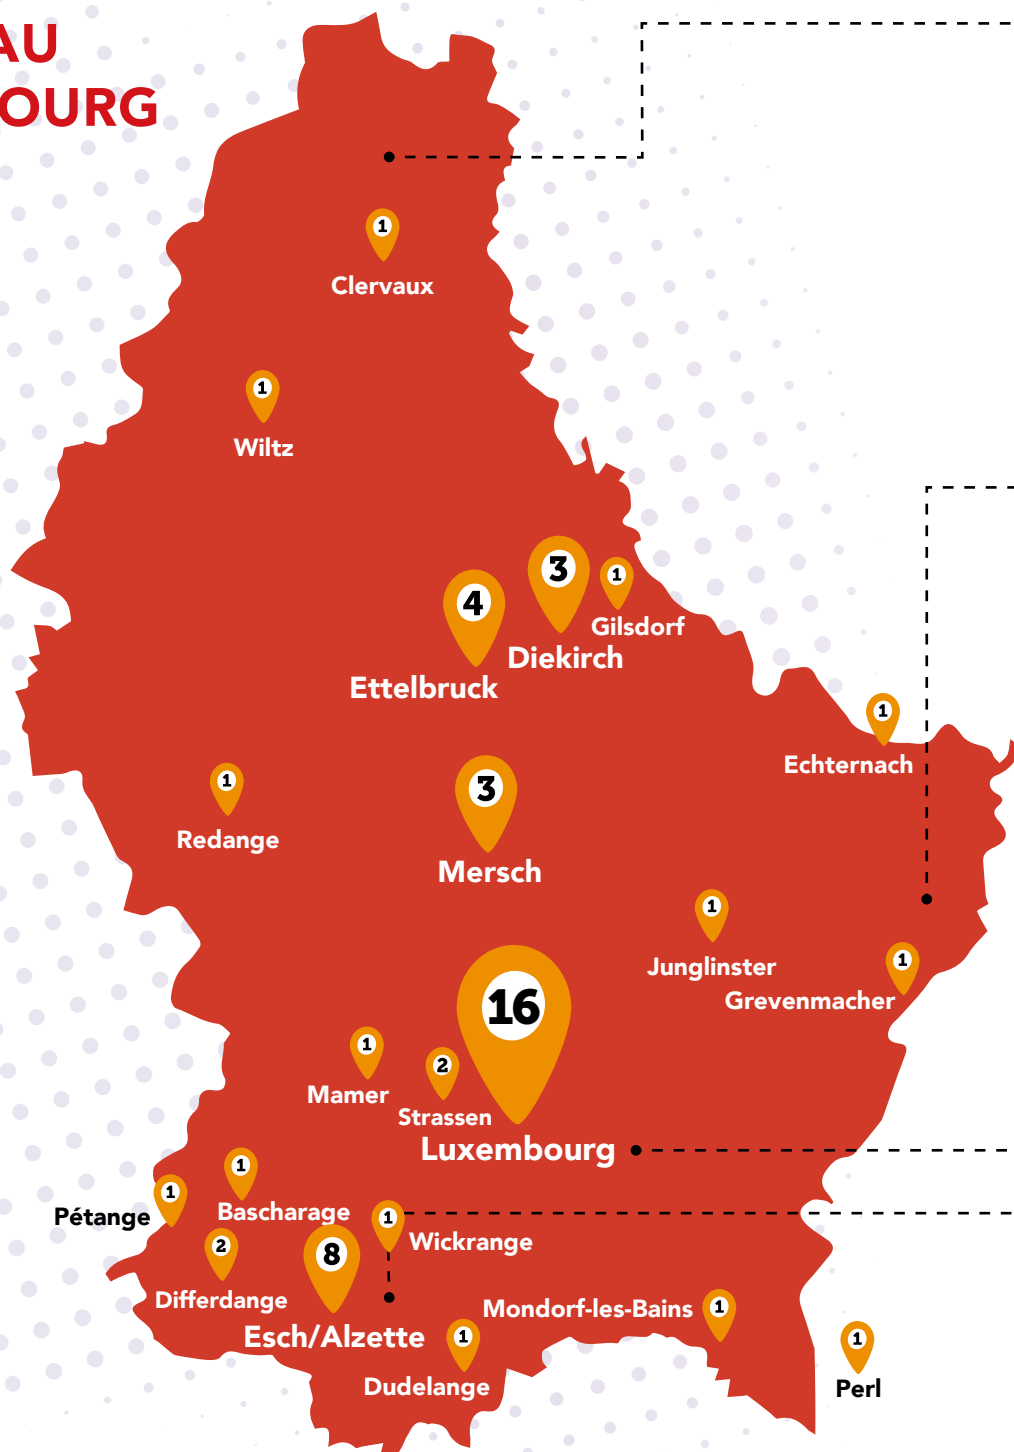 AU
OURG
1
Clervaux
1
Wiltz
3
1
4
Gilsdorf
Diekirch
Ettelbruck
1
Echternach
1
Redange
3
Mersch
1
Junglinster
1
Grevenmacher
16
1
Mamer
2
Strassen
Luxembourg
1
Bascharage
1
Pétange
1
Wickrange
2
Differdange
8
Esch/Alzette
Mondorf-les-Bains
1
1
Dudelange
1
Perl